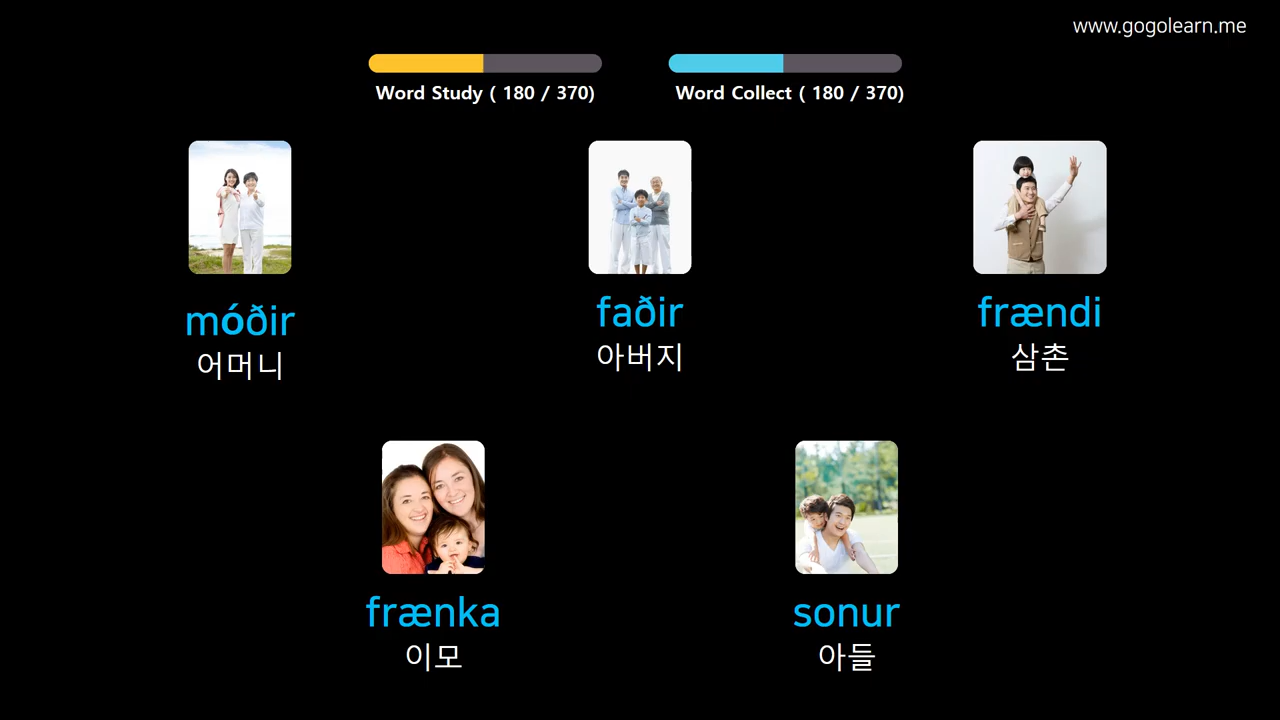 www.gogolearn.me
Word Study ( 180 / 370)
Word Collect ( 180 / 370)
móðir
어머니
faðir
아버지
frændi
삼촌
frænka
이모
sonur
아들